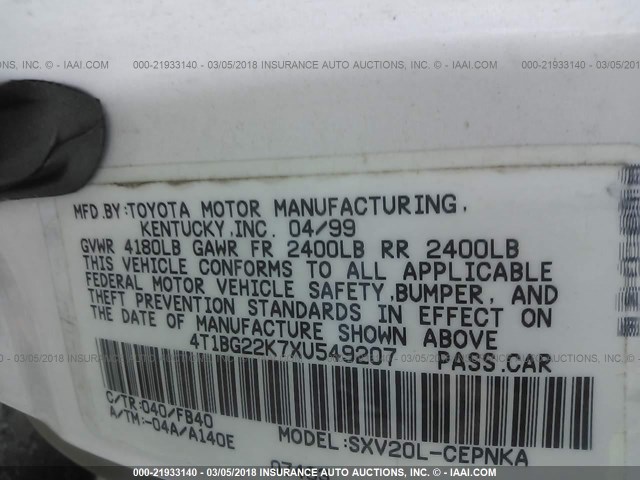 000-21933140 - 03/05/2018 INSURANCE AUTO AUCTIONS, INC. - IAAI.COM
MFD.BY:TOYOTA MOTOR MANUFACTURING,
KENTUCKY,INC. 04/99
GVWR 4180LB GAWR FR 2400LB RR 2400LB
THIS VEHICLE CONFORMS TO ALL APPLICABLE
FEDERAL MOTOR VEHICLE SAFETY,BUMPER, AND
THEFT PREVENTION STANDARDS IN EFFECT ON
THE DATE OF MANUFACTURE SHOWN ABOVE
4T1BG22K7XU549207 PASS.CAR
C/TR:040/FB40
A/TM:-04A/A140E
MODEL:SXV20L-CEPNKA
000-21933140 - 03/05/2018 INSURANCE AUTO AUCTIONS, INC. - IAAI.COM